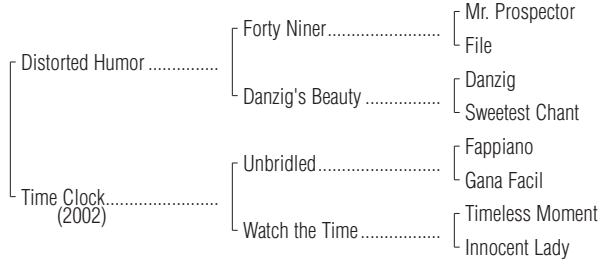 Mr. Prospector
Forty Niner......................
File
Distorted Humor ...............
Danzig
Danzig's Beauty ...............
Sweetest Chant
Fappiano
Unbridled........................
Gana Facil
Time Clock.......................
(2002)
Timeless Moment
Watch the Time................
Innocent Lady